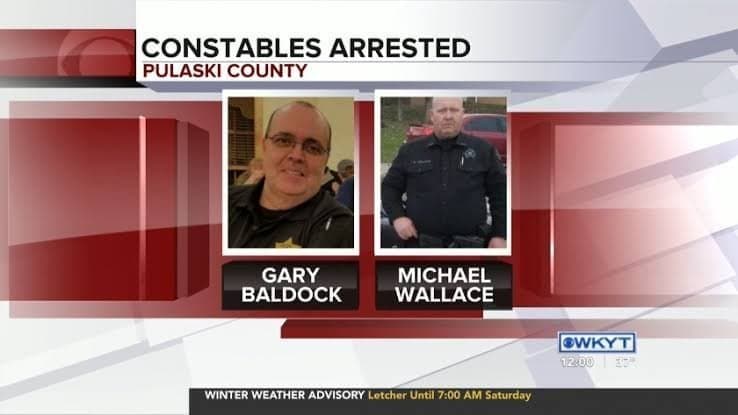 CONSTABLES ARRESTED
PULASKI COUNTY
GARY
BALDOCK
MICHAEL
WALLACE
WKYT
12:00 37°
WINTER WEATHER ADVISORY Letcher Until 7:00 AM Saturday